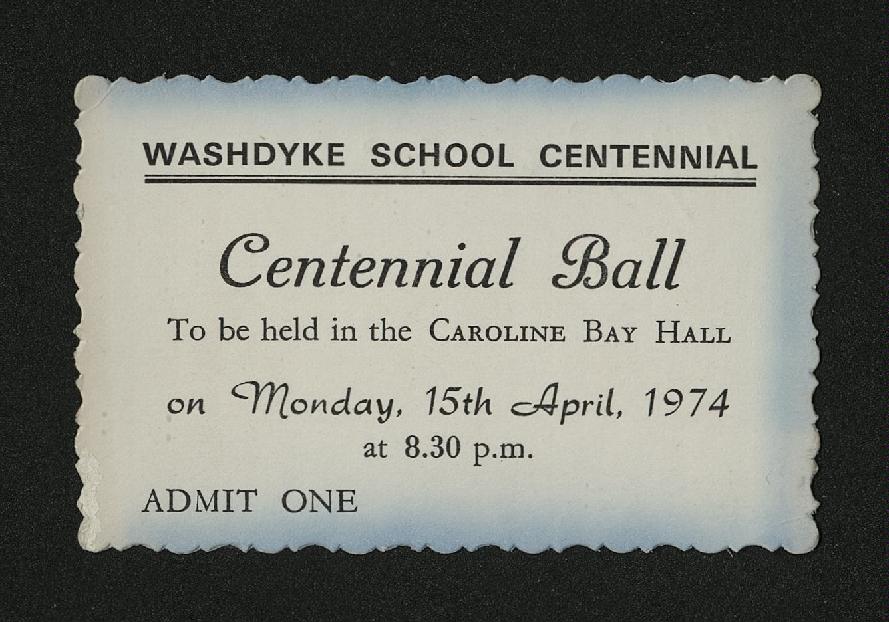 WASHDYKE SCHOOL CENTENNIAL
Centennial Ball
To be held in the CAROLINE BAY HALL
on Monday, 15th April, 1974
at 8.30 p.m.
ADMIT ONE